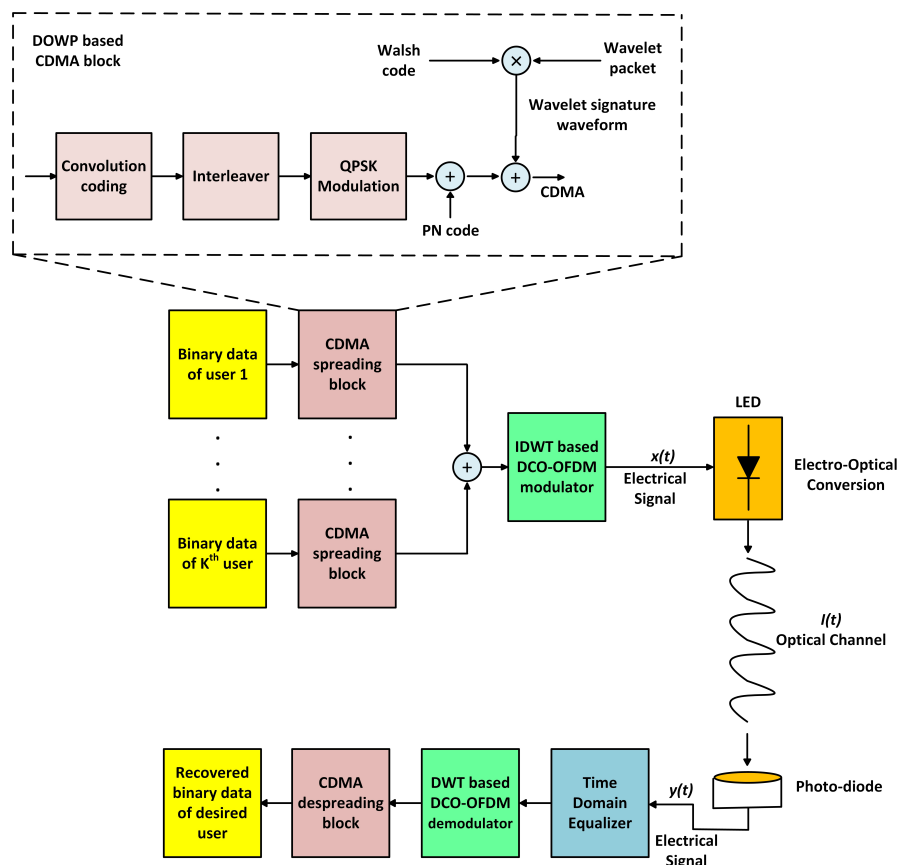 DOWP based
CDMA block
Walsh
code
×
Wavelet
packet
Wavelet signature
waveform
Convolution
coding
Interleaver
QPSK
Modulation
+
+
CDMA
PN code
Binary data
of user 1
CDMA
spreading
block
LED
+
IDWT based
DCO-OFDM
modulator
x(t)
Electrical
Signal
Electro-Optical
Conversion
Binary data
of Kth user
CDMA
spreading
block
I(t)
Optical Channel
Recovered
binary data
of desired
user
CDMA
despreading
block
DWT based
DCO-OFDM
demodulator
Time
Domain
Equalizer
y(t)
Electrical
Signal
Photo-diode